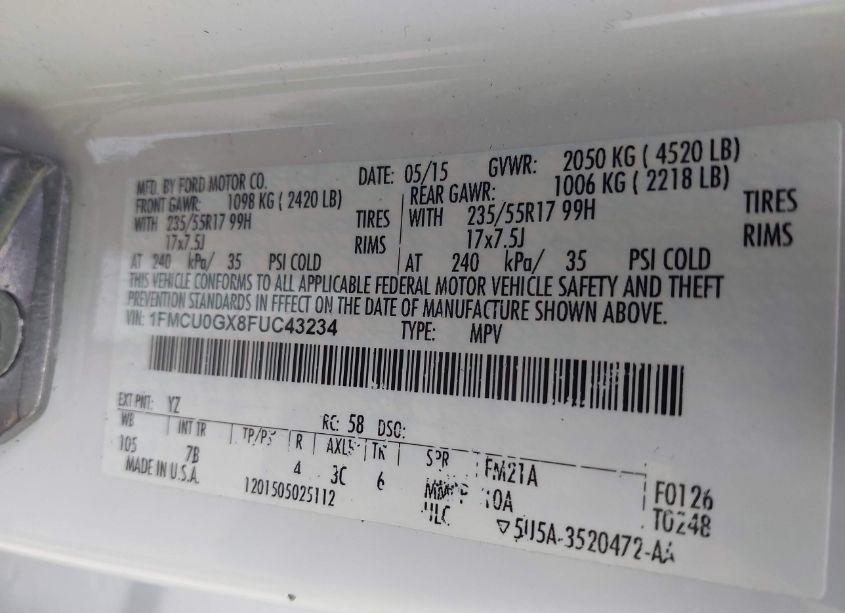 MFD. BY FORD MOTOR CO. DATE: 05/15 GVWR: 2050 KG ( 4520 LB)
FRONT GAWR: 1098 KG ( 2420 LB) REAR GAWR: 1006 KG ( 2218 LB)
WITH 235/55R17 99H TIRES WITH 235/55R17 99H TIRES
17x7.5J RIMS 17x7.5J RIMS
AT 240 kPa/ 35 PSI COLD AT 240 kPa/ 35 PSI COLD
THIS VEHICLE CONFORMS TO ALL APPLICABLE FEDERAL MOTOR VEHICLE SAFETY AND THEFT
PREVENTION STANDARDS IN EFFECT ON THE DATE OF MANUFACTURE SHOWN ABOVE.
VIN: 1FMCU0GX8FUC43234 TYPE: MPV
EXT PNT: YZ RC: 58 DSO:
WB INT TR TP/PS R AXLE TR SPR FM21A F0126
105 7B 4 3C 6 10A T0248
MADE IN U.S.A. 1201505025112 5U5A-3520472-AA